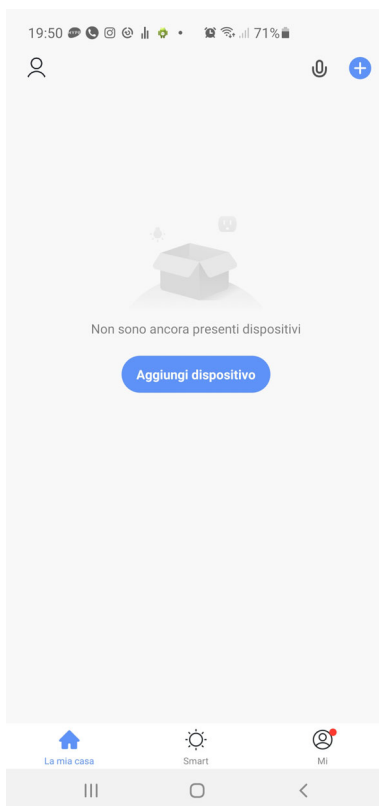 19:50 71%
Non sono ancora presenti dispositivi
Aggiungi dispositivo
La mia casa Smart Mi